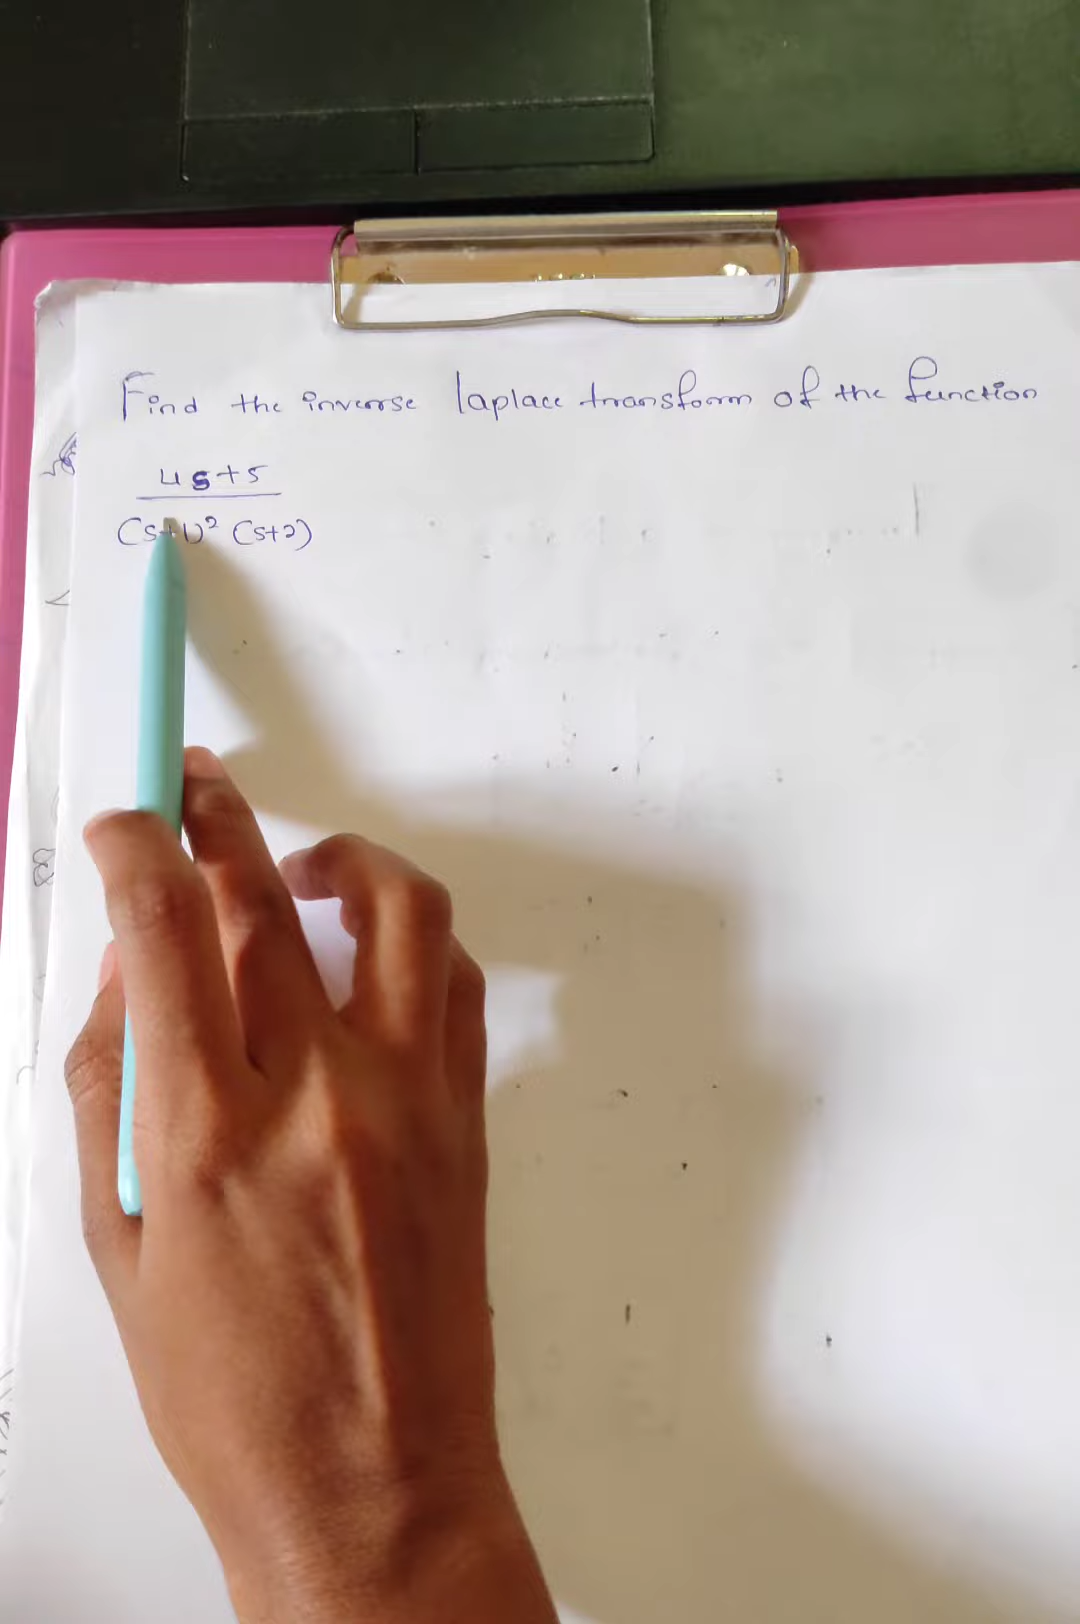 Find the inverse laplace transform of the function
4s+5
(s+1)² (s+2)